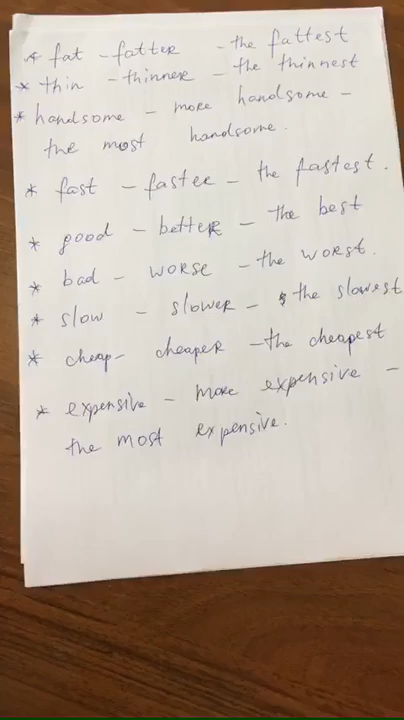 * fat - fatter - the fattest
* thin - thinner - the thinnest
* handsome - more handsome -
the most handsome.
* fast - faster - the fastest.
* good - better - the best
* bad - worse - the worst.
* slow - slower - the slowest
* cheap - cheaper - the cheapest
* expensive - more expensive -
the most expensive.